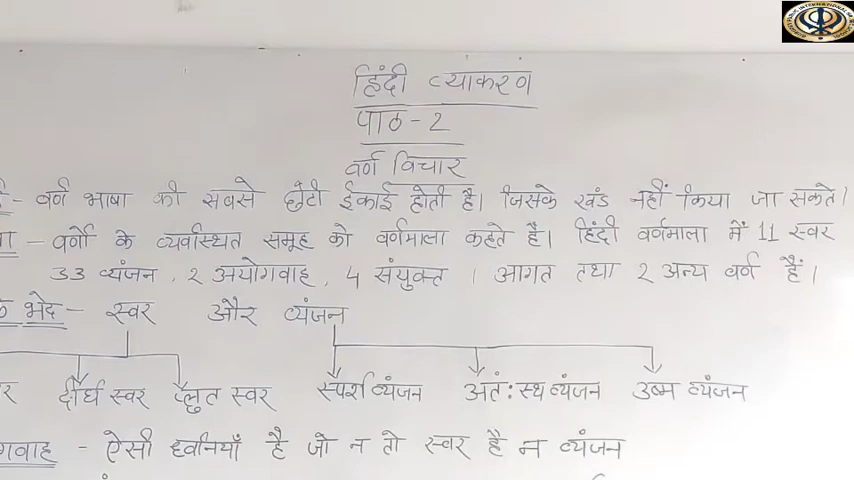 हिंदी व्याकरण
पाठ - 2
वर्ण विचार
- वर्ण भाषा की सबसे छोटी ईकाई होती है। जिसके खंड नहीं किया जा सकते।
- वर्णों के व्यवस्थित समूह को वर्णमाला कहते है। हिंदी वर्णमाला में 11 स्वर
33 व्यंजन, 2 अयोगवाह, 4 संयुक्त 1 आगत तथा 2 अन्य वर्ण हैं।
के भेद - स्वर और व्यंजन
दीर्घ स्वर प्लुत स्वर स्पर्श व्यंजन अतं:स्थ व्यंजन उष्म व्यंजन
- ऐसी ध्वनियाँ है जो न तो स्वर है न व्यंजन